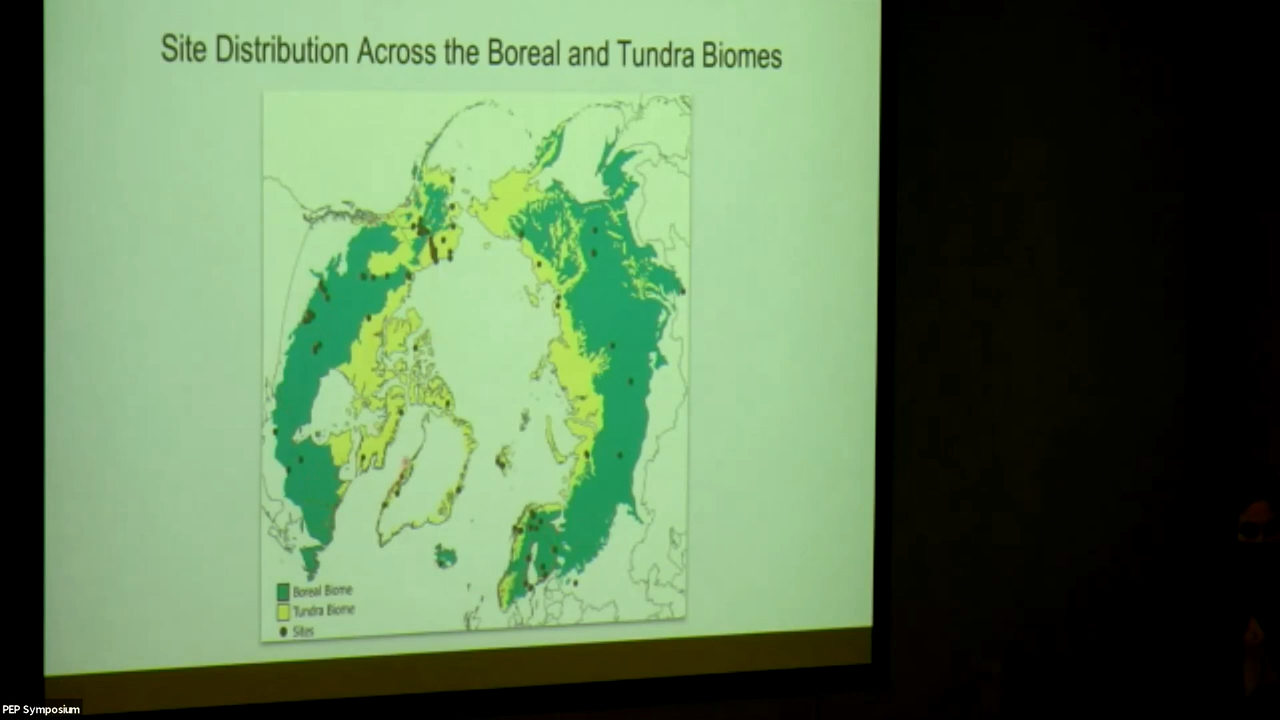 Site Distribution Across the Boreal and Tundra Biomes
Boreal Biome
Tundra Biome
Sites
PEP Symposium